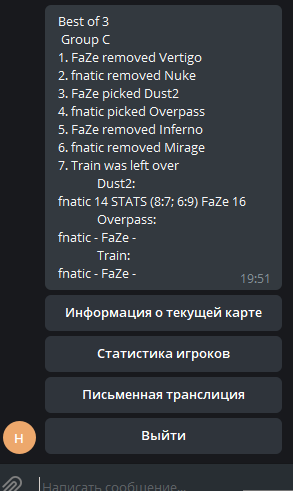 Best of 3
Group C
1. FaZe removed Vertigo
2. fnatic removed Nuke
3. FaZe picked Dust2
4. fnatic picked Overpass
5. FaZe removed Inferno
6. fnatic removed Mirage
7. Train was left over
Dust2:
fnatic 14 STATS (8:7; 6:9) FaZe 16
Overpass:
fnatic - FaZe -
Train:
fnatic - FaZe -
19:51
Информация о текущей карте
Статистика игроков
Письменная транслиция
Выйти
Н
Написать сообщение...